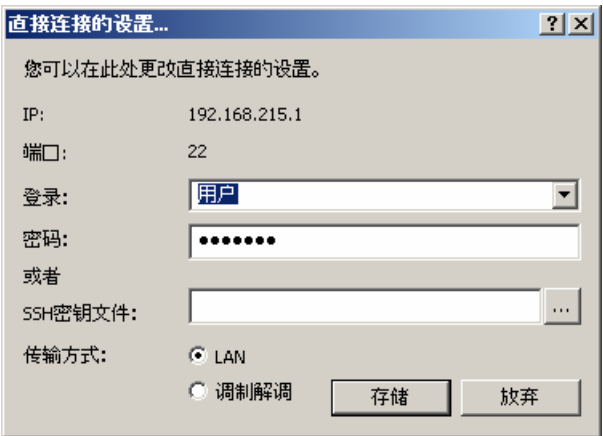 直接连接的设置...
您可以在此处更改直接连接的设置。
IP: 192.168.215.1
端口: 22
登录: 用户
密码: ●●●●●●●
或者
SSH密钥文件: ...
传输方式: LAN
调制解调 存储 放弃